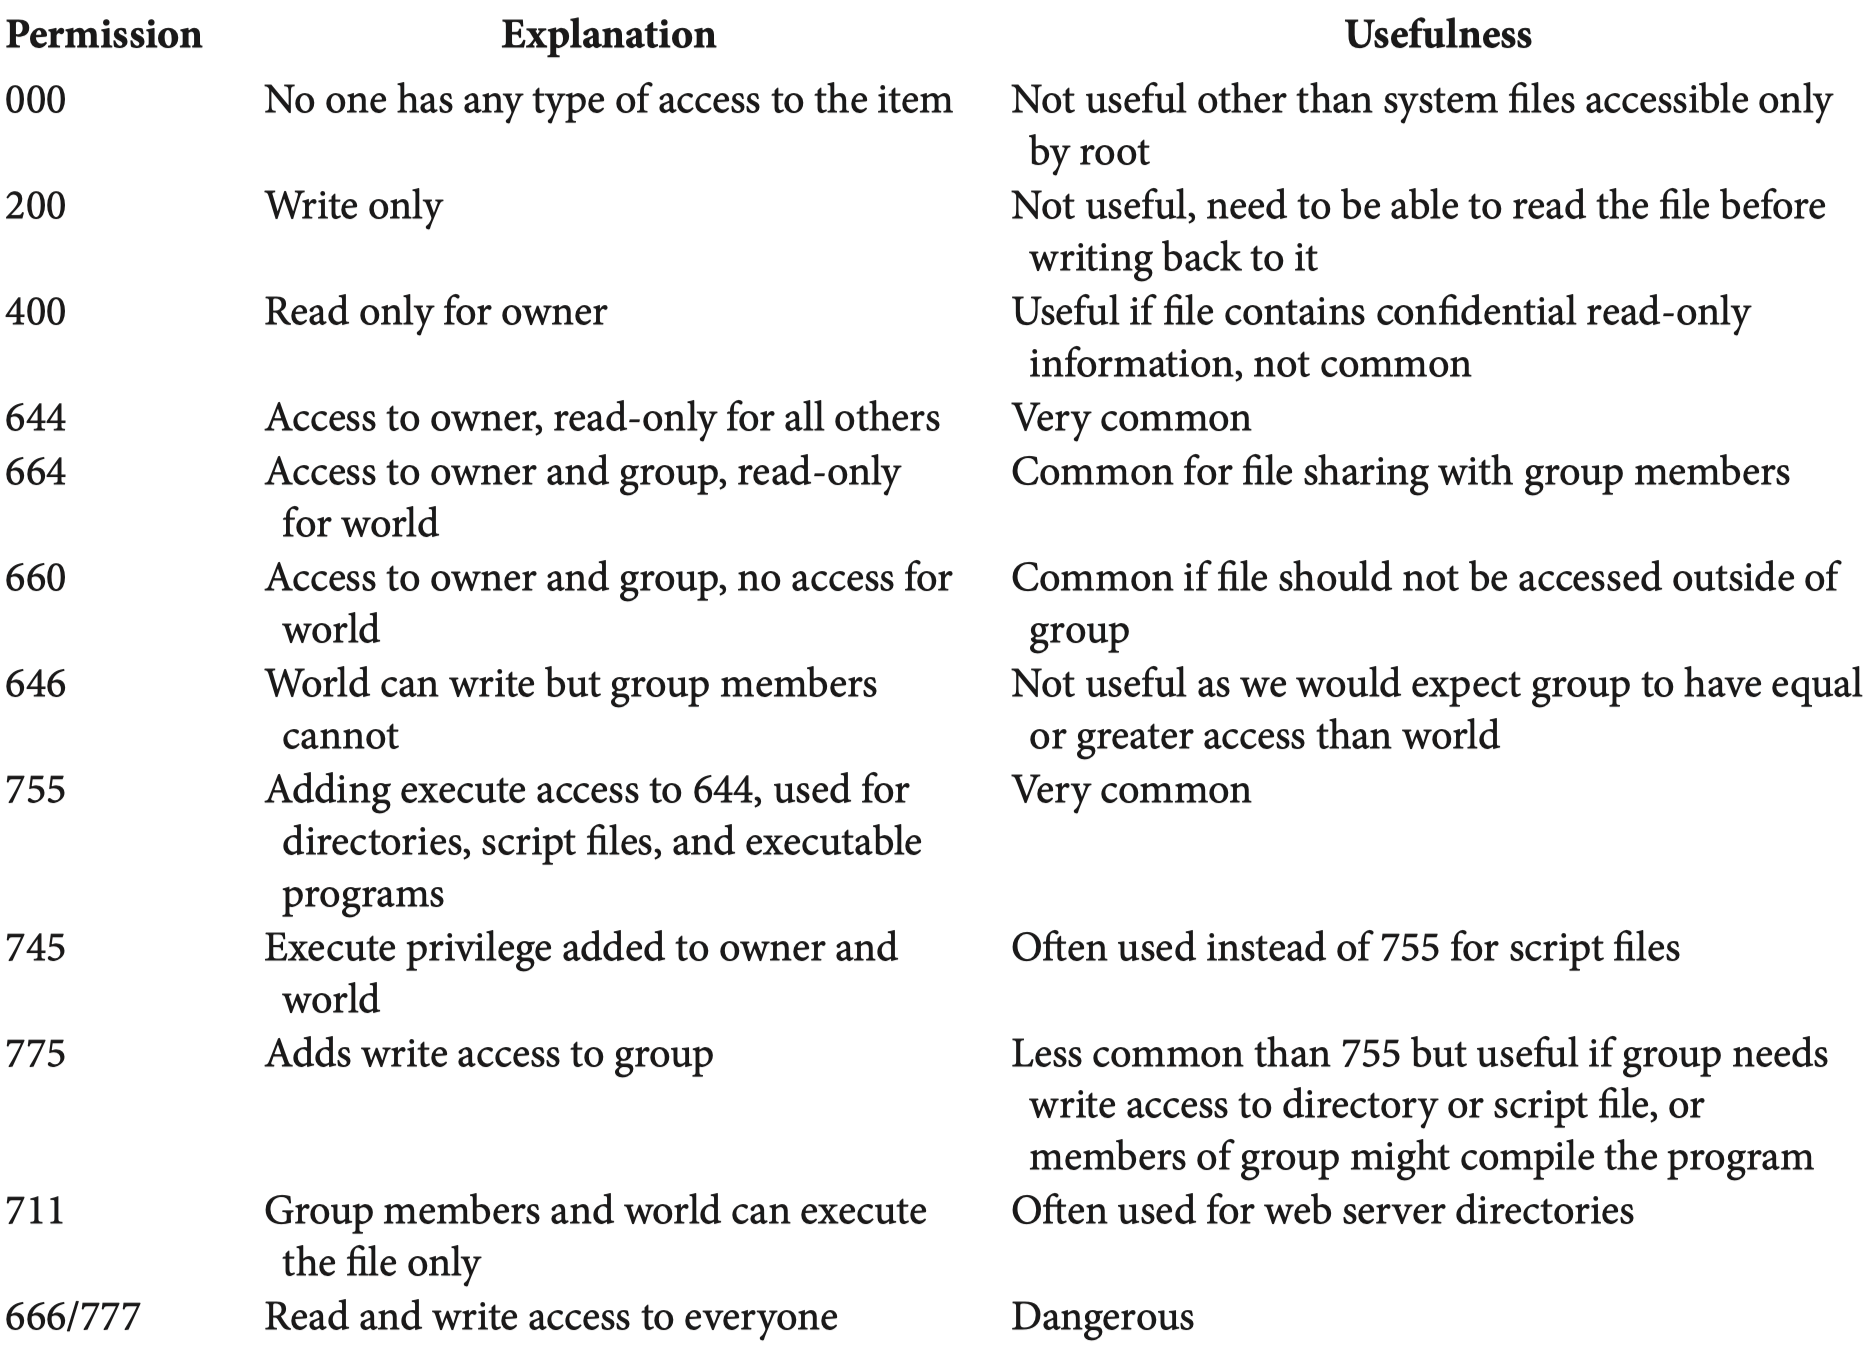 Permission Explanation Usefulness
000 No one has any type of access to the item Not useful other than system files accessible only
by root
200 Write only Not useful, need to be able to read the file before
writing back to it
400 Read only for owner Useful if file contains confidential read-only
information, not common
644 Access to owner, read-only for all others Very common
664 Access to owner and group, read-only Common for file sharing with group members
for world
660 Access to owner and group, no access for Common if file should not be accessed outside of
world group
646 World can write but group members Not useful as we would expect group to have equal
cannot or greater access than world
755 Adding execute access to 644, used for Very common
directories, script files, and executable
programs
745 Execute privilege added to owner and Often used instead of 755 for script files
world
775 Adds write access to group Less common than 755 but useful if group needs
write access to directory or script file, or
members of group might compile the program
711 Group members and world can execute Often used for web server directories
the file only
666/777 Read and write access to everyone Dangerous